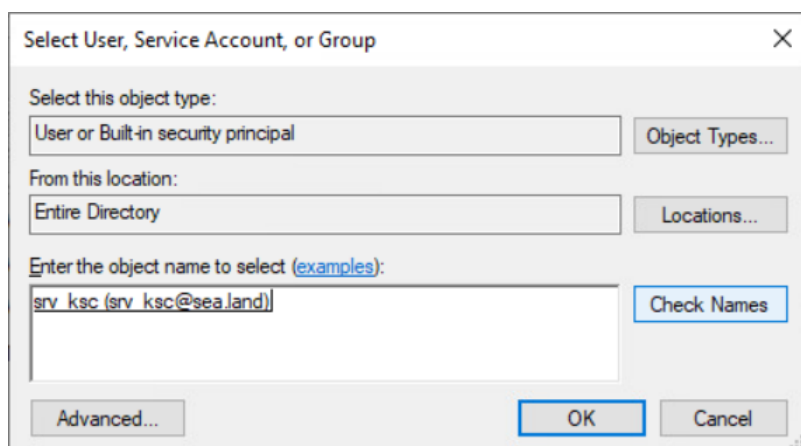 Select User, Service Account, or Group
Select this object type:
User or Built-in security principal
Object Types...
From this location:
Entire Directory
Locations...
Enter the object name to select (examples):
srv_ksc (srv_ksc@sea.land)
Check Names
Advanced...
OK
Cancel